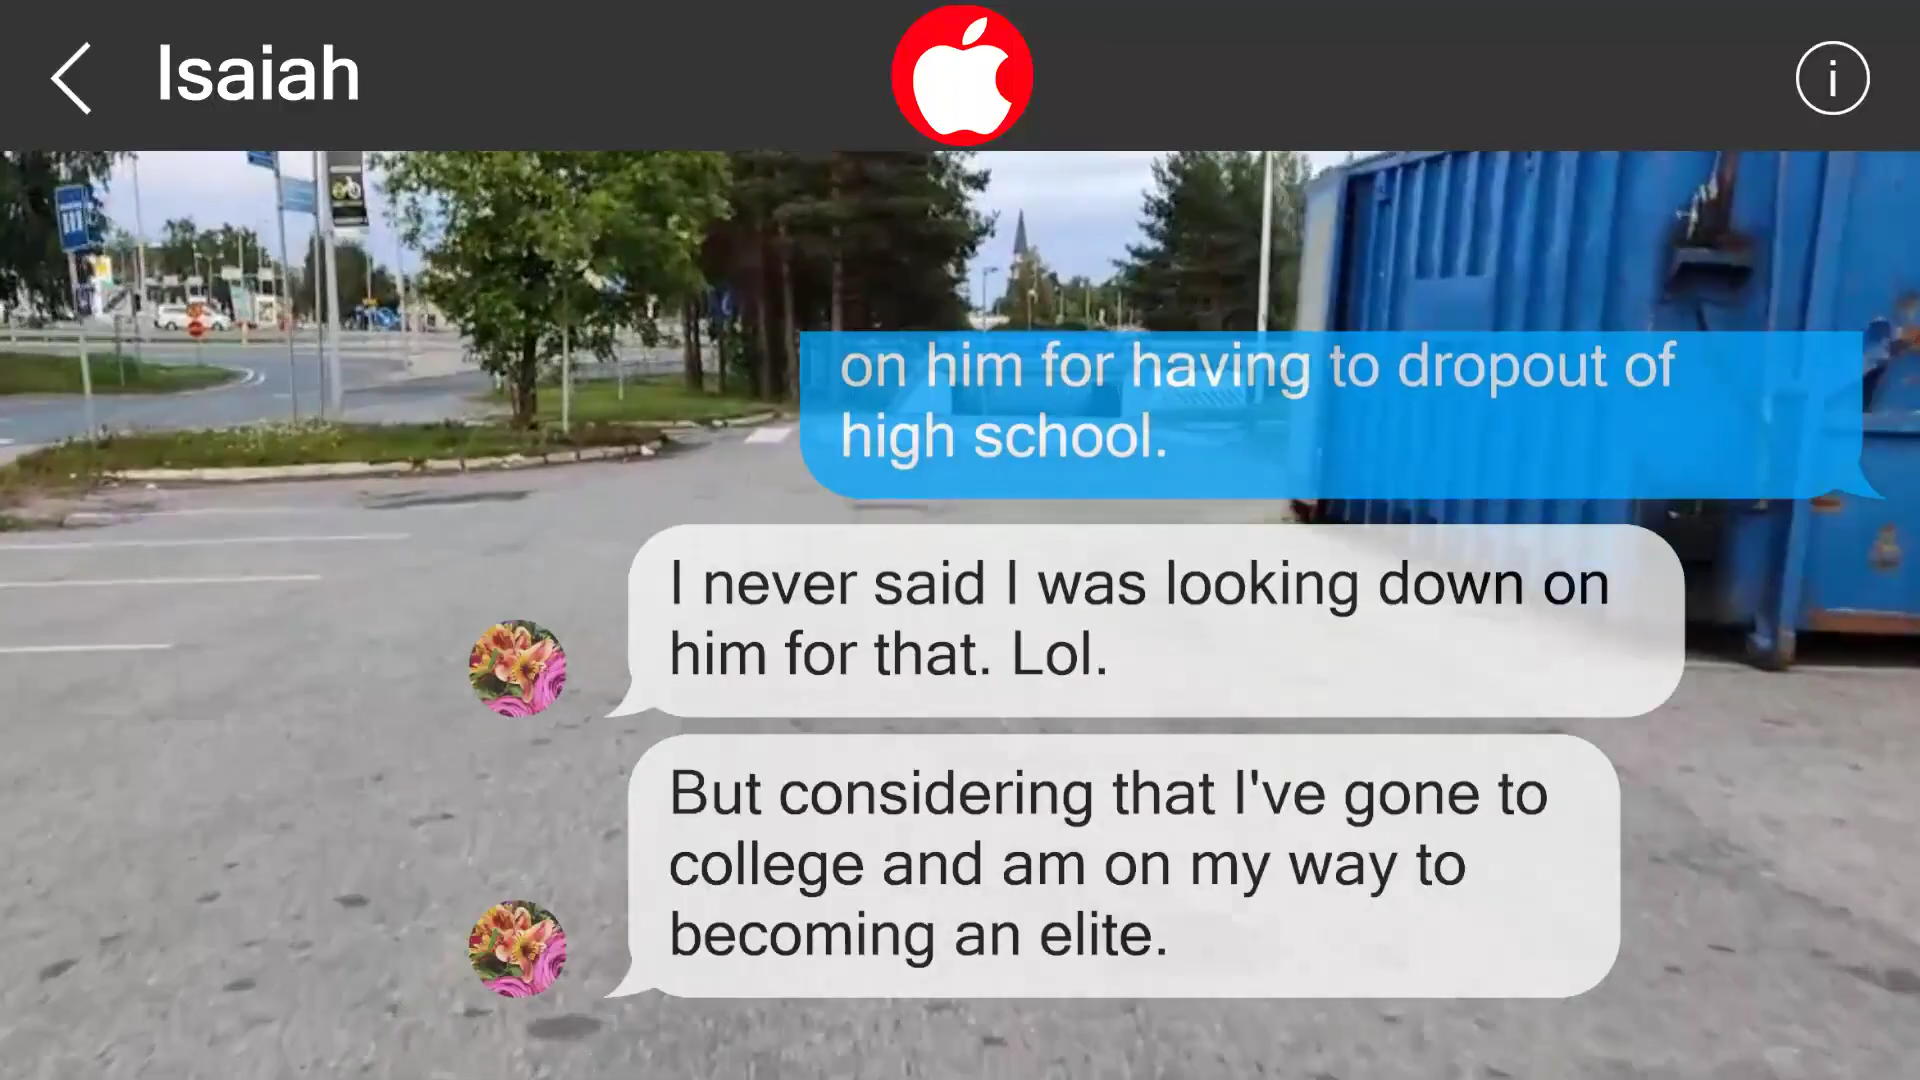 Isaiah
i
on him for having to dropout of
high school.
I never said I was looking down on
him for that. Lol.
But considering that I've gone to
college and am on my way to
becoming an elite.